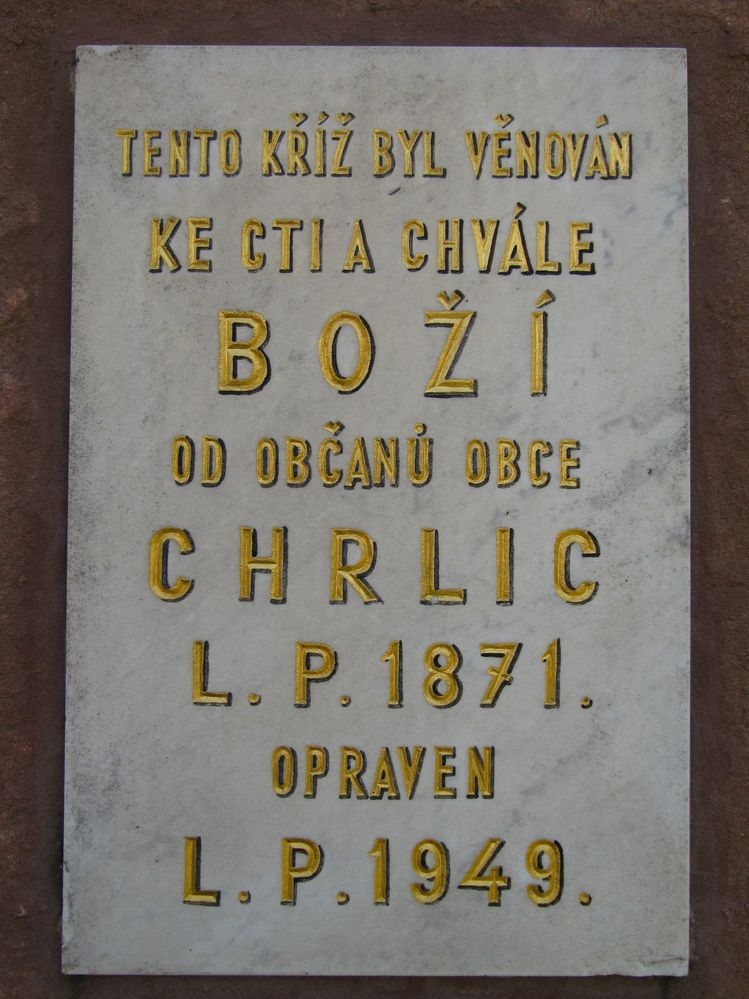 TENTO KŘÍŽ BYL VĚNOVÁN
KE CTI A CHVÁLE
BOŽÍ
OD OBČANŮ OBCE
CHRLIC
L.P.1871.
OPRAVEN
L.P.1949.